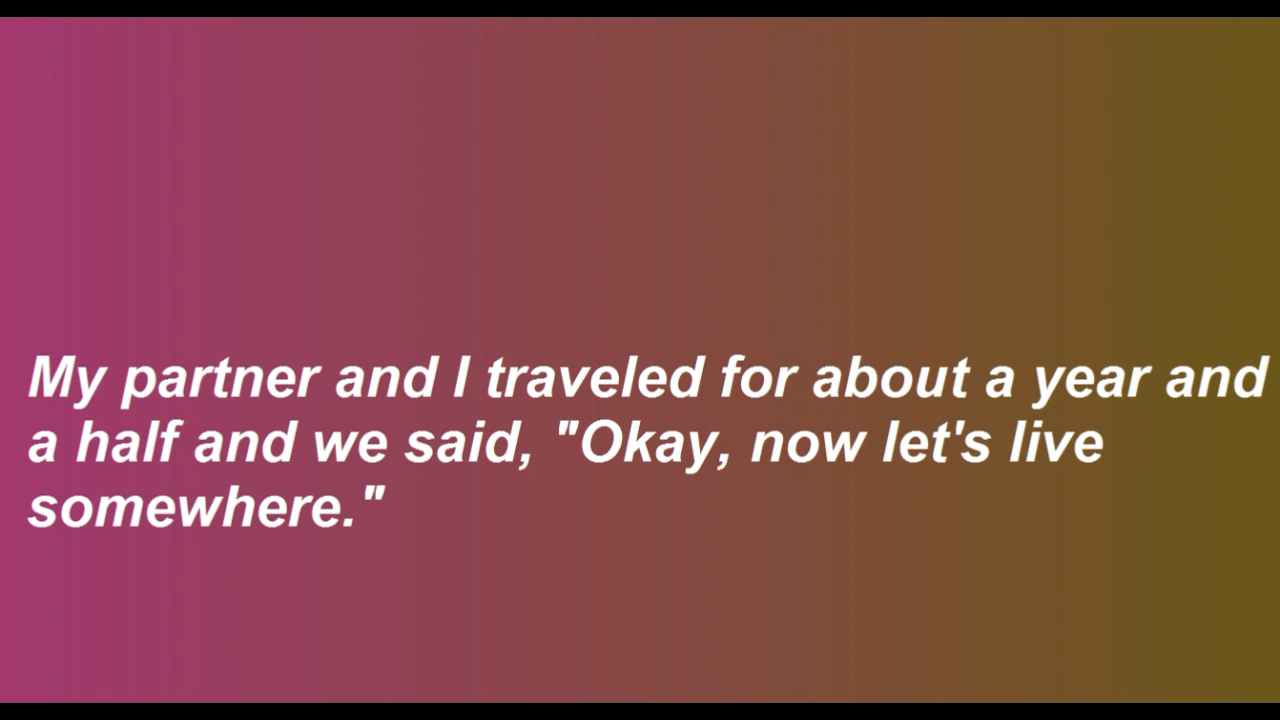 My partner and I traveled for about a year and
a half and we said, "Okay, now let's live
somewhere."